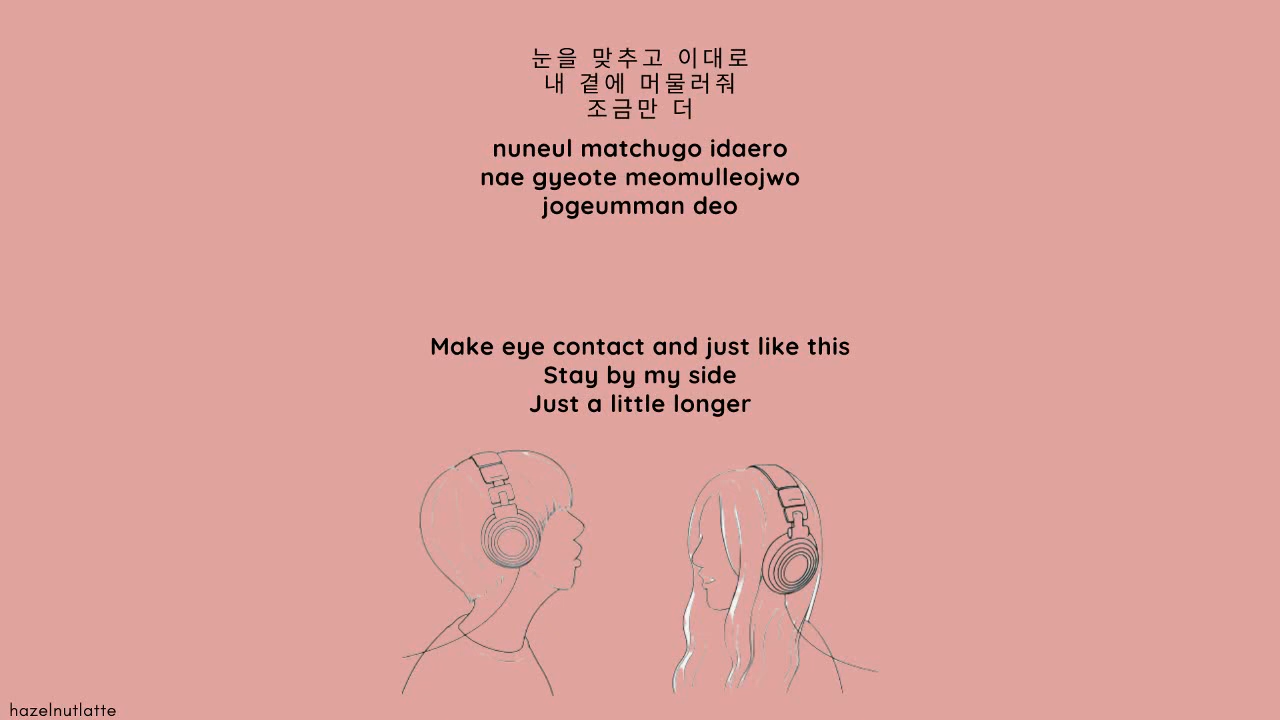 눈을 맞추고 이대로
내 곁에 머물러줘
조금만 더
nuneul matchugo idaero
nae gyeote meomulleojwo
jogeumman deo
Make eye contact and just like this
Stay by my side
Just a little longer
hazelnutlatte